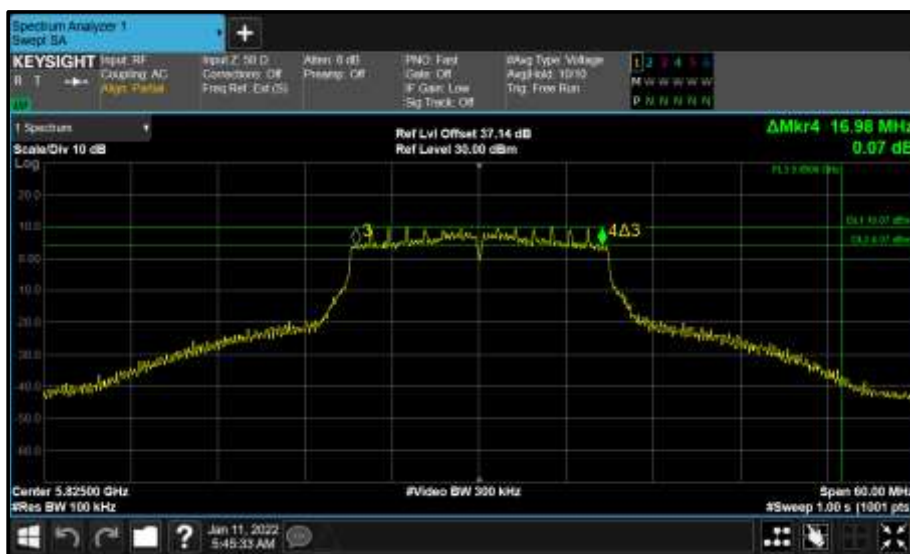 Spectrum Analyzer 1
Swept SA
KEYSIGHT
R T
Input: RF
Coupling: AC
Align: Partial
Input Z: 50 Ω
Corrections: Off
Freq Ref: Ext (S)
Atten: 8 dB
Preamp: Off
PNO: Fast
Gate: Off
IF Gain: Low
Sig Track: Off
#Avg Type: Voltage
Avg|Hold: 10/10
Trig: Free Run
1 2 3 4 5 6
M W W W W W
P N N N N N
1 Spectrum
Scale/Div 10 dB
Ref Lvl Offset 37.14 dB
Ref Level 30.00 dBm
ΔMkr4 16.98 MHz
0.07 dB
Log
20.0
10.0
0.00
-10.0
-20.0
-30.0
-40.0
-50.0
-60.0
3
4Δ3
Center 5.82500 GHz
#Res BW 100 kHz
#Video BW 300 kHz
Span 60.00 MHz
#Sweep 1.00 s (1001 pts
?
Jan 11, 2022
5:45:33 AM